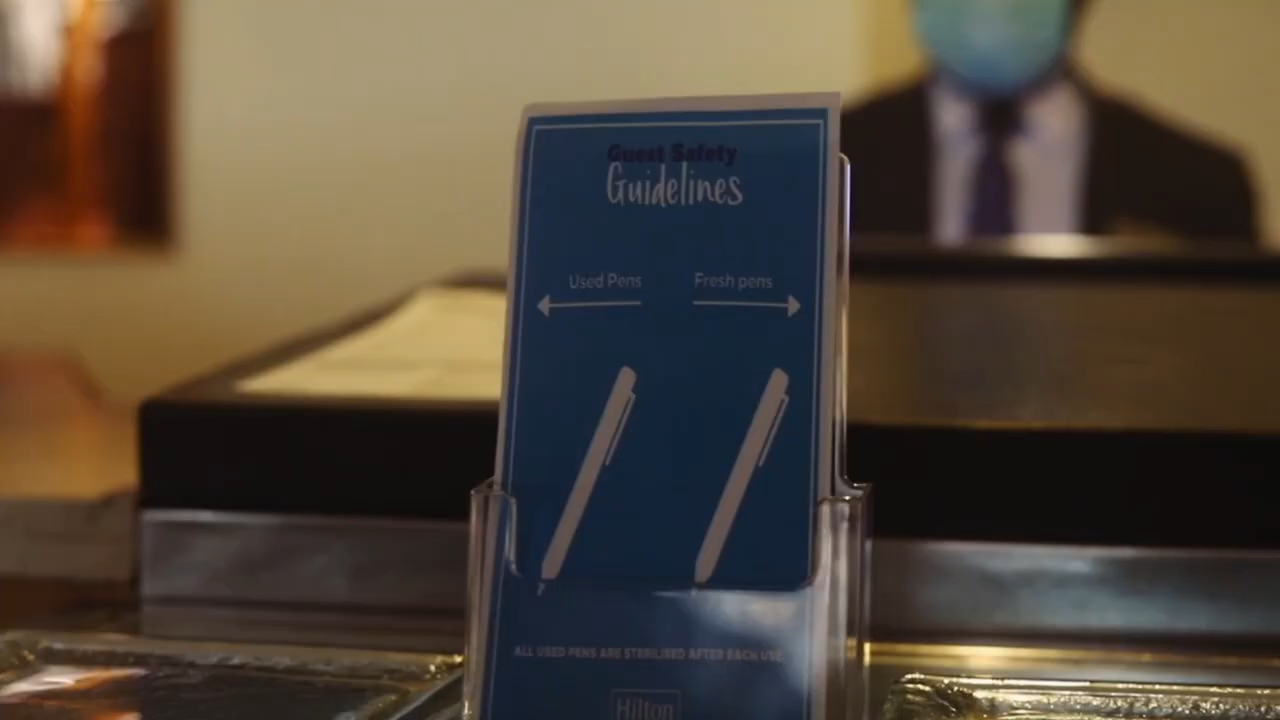 Guest Safety
Guidelines
Used Pens Fresh pens
ALL USED PENS ARE STERILISED AFTER EACH USE.
Hilton